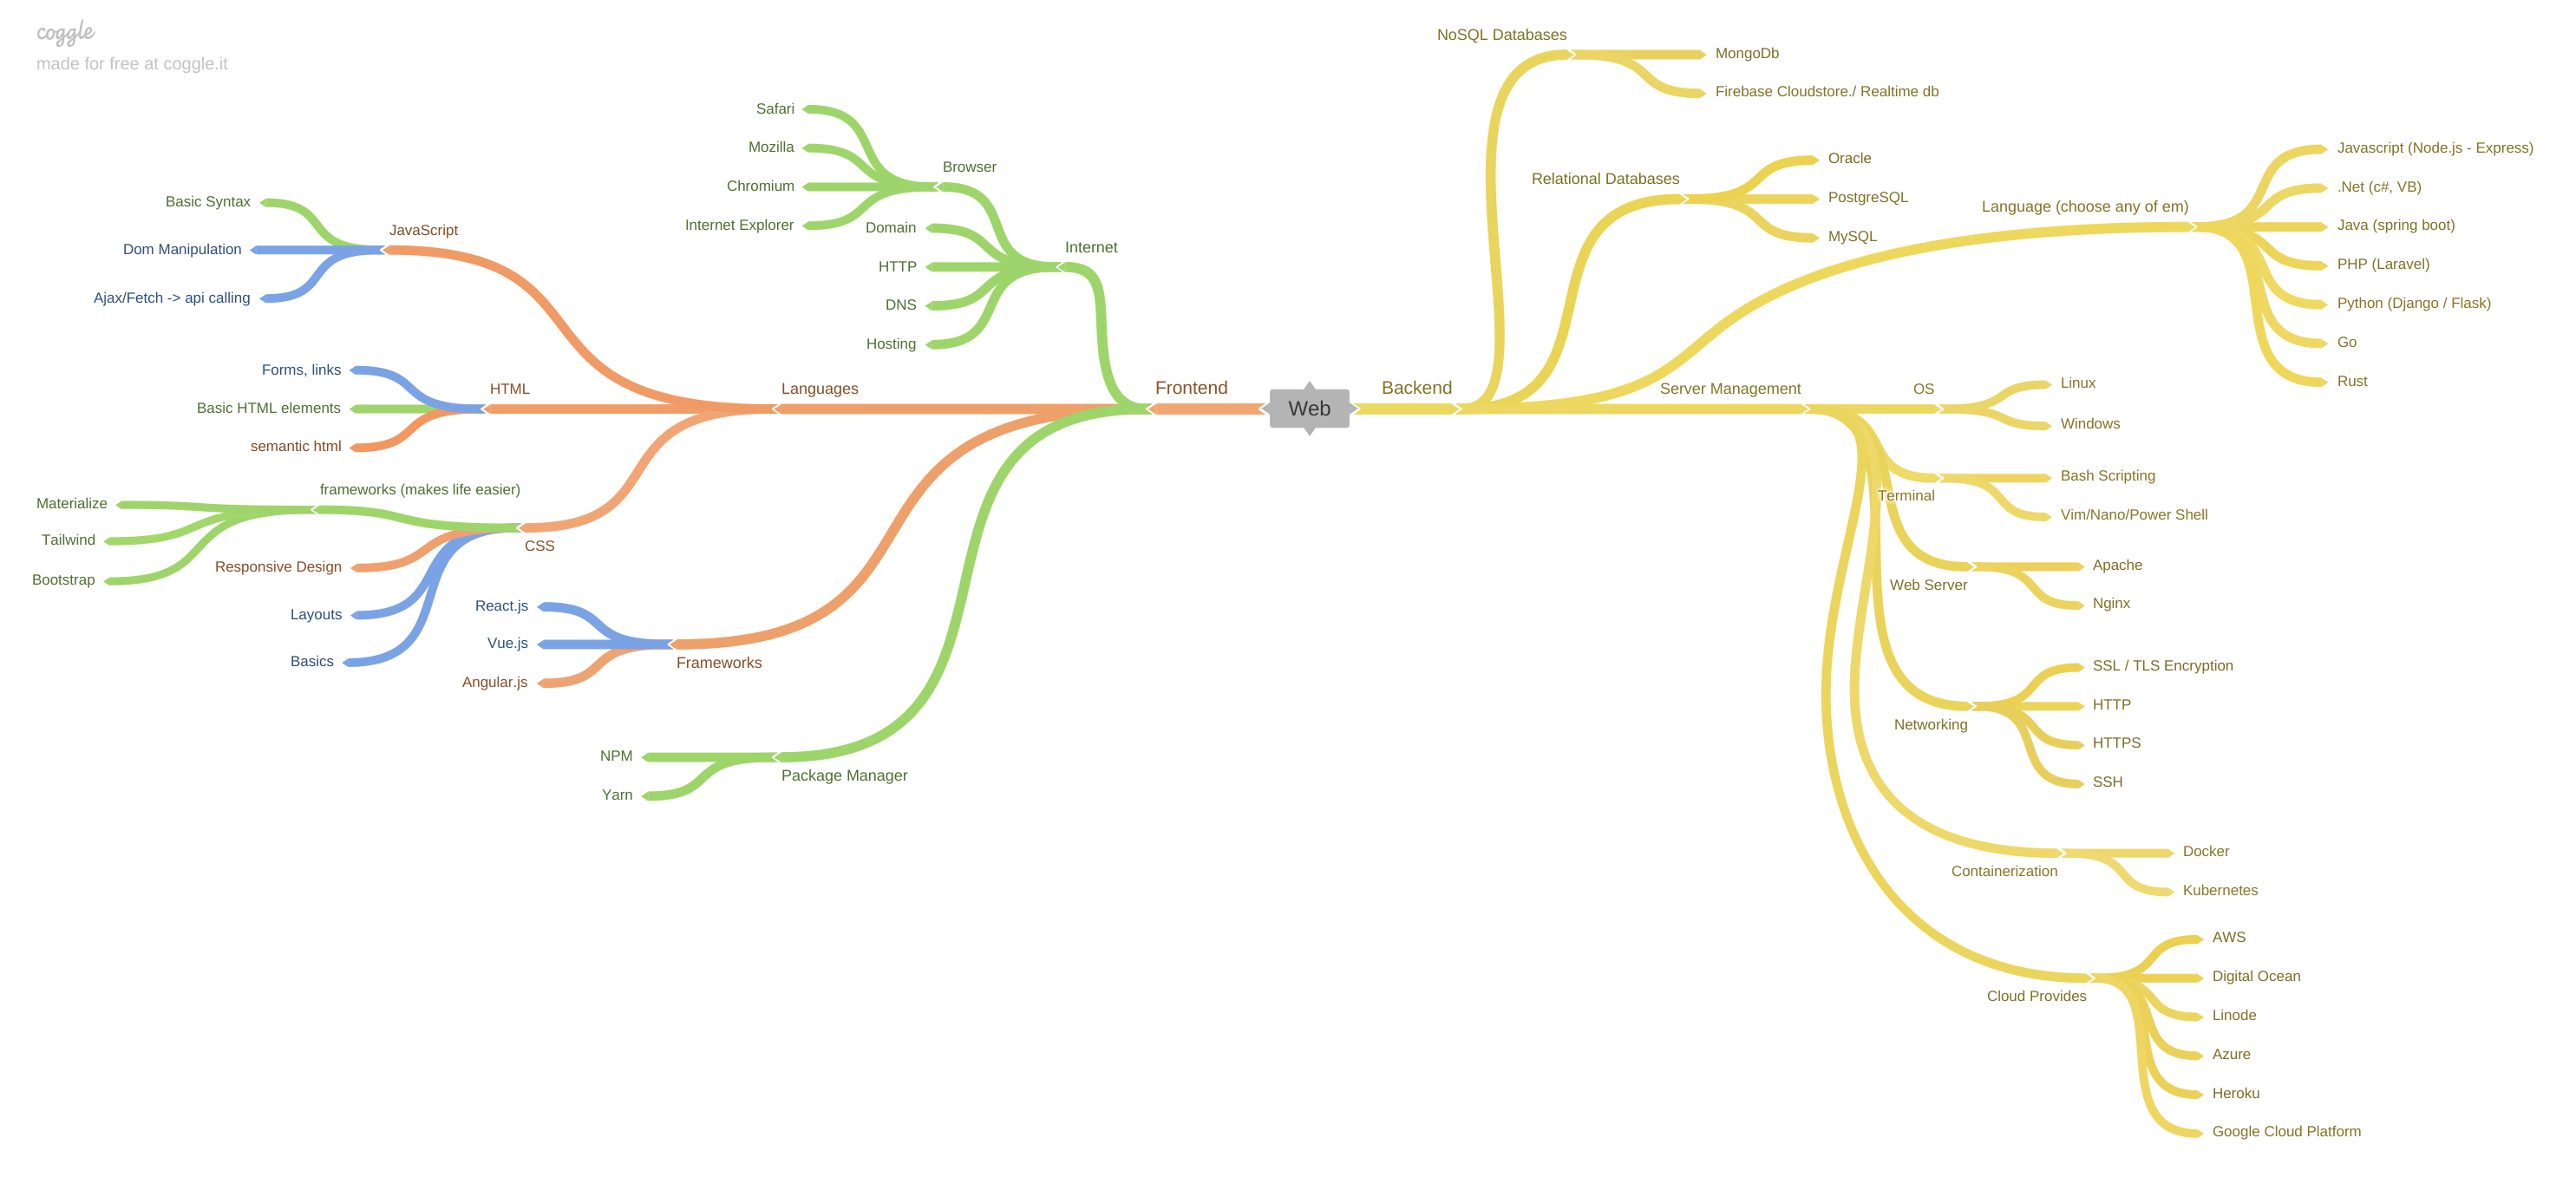 coggle
made for free at coggle.it
Web
Frontend
Internet
Browser
Safari
Mozilla
Chromium
Internet Explorer
Domain
HTTP
DNS
Hosting
Languages
JavaScript
Basic Syntax
Dom Manipulation
Ajax/Fetch -> api calling
HTML
Forms, links
Basic HTML elements
semantic html
CSS
frameworks (makes life easier)
Materialize
Tailwind
Bootstrap
Responsive Design
Layouts
Basics
Frameworks
React.js
Vue.js
Angular.js
Package Manager
NPM
Yarn
Backend
NoSQL Databases
MongoDb
Firebase Cloudstore./ Realtime db
Relational Databases
Oracle
PostgreSQL
MySQL
Language (choose any of em)
Javascript (Node.js - Express)
.Net (c#, VB)
Java (spring boot)
PHP (Laravel)
Python (Django / Flask)
Go
Rust
Server Management
OS
Linux
Windows
Terminal
Bash Scripting
Vim/Nano/Power Shell
Web Server
Apache
Nginx
Networking
SSL / TLS Encryption
HTTP
HTTPS
SSH
Containerization
Docker
Kubernetes
Cloud Provides
AWS
Digital Ocean
Linode
Azure
Heroku
Google Cloud Platform